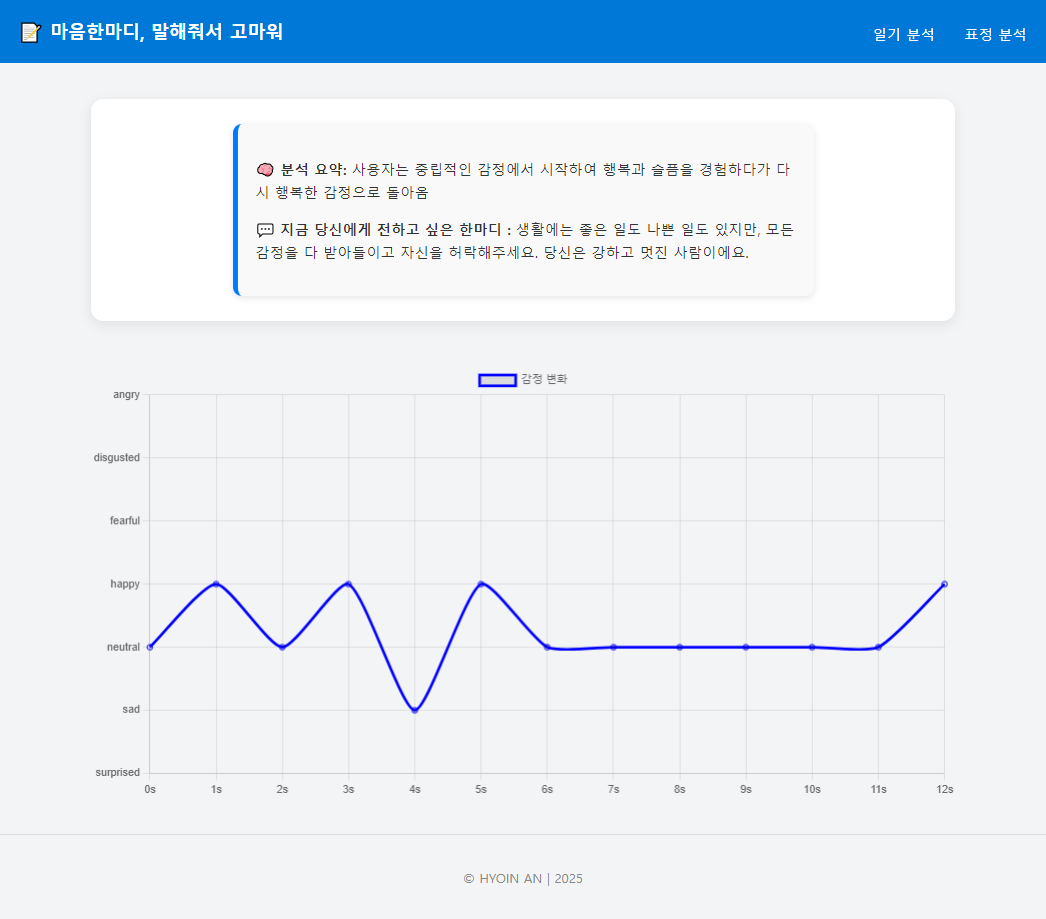 📝 마음한마디, 말해줘서 고마워
일기 분석 표정 분석
🧠 분석 요약: 사용자는 중립적인 감정에서 시작하여 행복과 슬픔을 경험하다가 다
시 행복한 감정으로 돌아옴
💬 지금 당신에게 전하고 싶은 한마디 : 생활에는 좋은 일도 나쁜 일도 있지만, 모든
감정을 다 받아들이고 자신을 허락해주세요. 당신은 강하고 멋진 사람이에요.
감정 변화
angry
disgusted
fearful
happy
neutral
sad
surprised
0s 1s 2s 3s 4s 5s 6s 7s 8s 9s 10s 11s 12s
© HYOIN AN | 2025